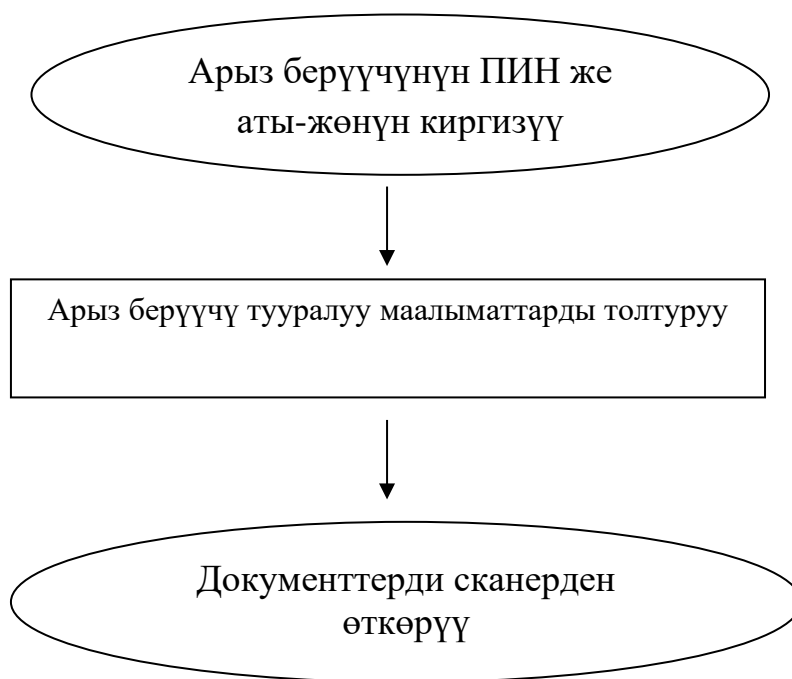 Арыз берүүчүнүн ПИН же
аты-жөнүн киргизүү
Арыз берүүчү тууралуу маалыматтарды толтуруу
Документтерди сканерден
өткөрүү